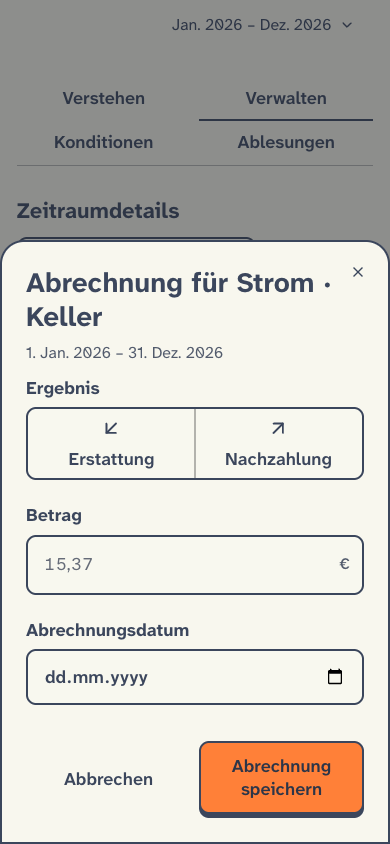 Jan. 2026 – Dez. 2026
Verstehen
Verwalten
Konditionen
Ablesungen
Zeitraumdetails
Abrechnung für Strom ·
Keller
1. Jan. 2026 – 31. Dez. 2026
Ergebnis
Erstattung
Nachzahlung
Betrag
15,37
€
Abrechnungsdatum
dd.mm.yyyy
Abbrechen
Abrechnung
speichern